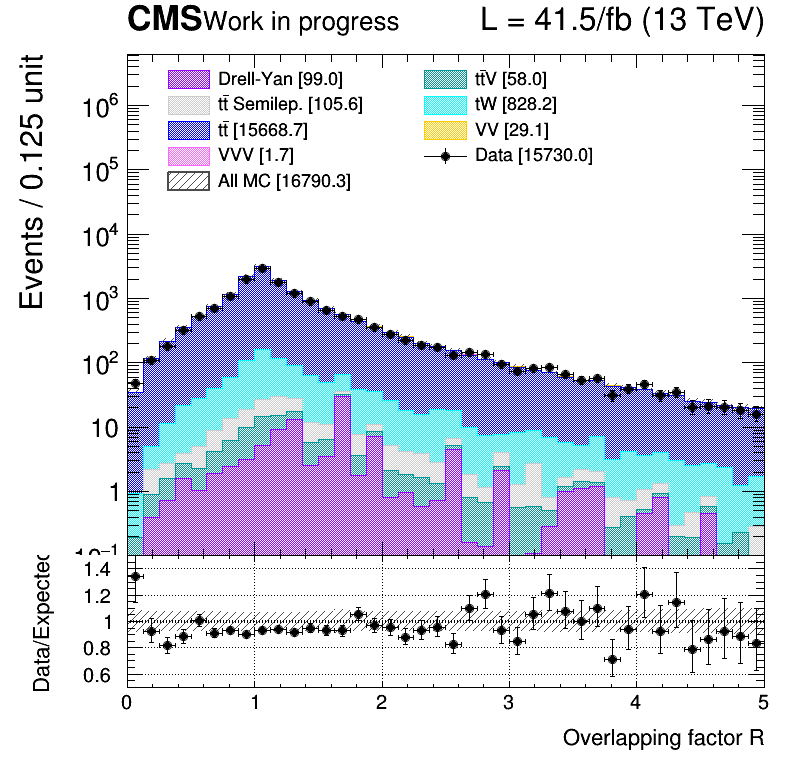 CMS Work in progress L = 41.5/fb (13 TeV)
Events / 0.125 unit
Drell-Yan [99.0] tt̄V [58.0]
tt̄ Semilep. [105.6] tW [828.2]
tt̄ [15668.7] VV [29.1]
VVV [1.7] Data [15730.0]
All MC [16790.3]
10⁶
10⁵
10⁴
10³
10²
10
1
10⁻¹
Data/Expected
1.4
1.2
1
0.8
0.6
0 1 2 3 4 5
Overlapping factor R